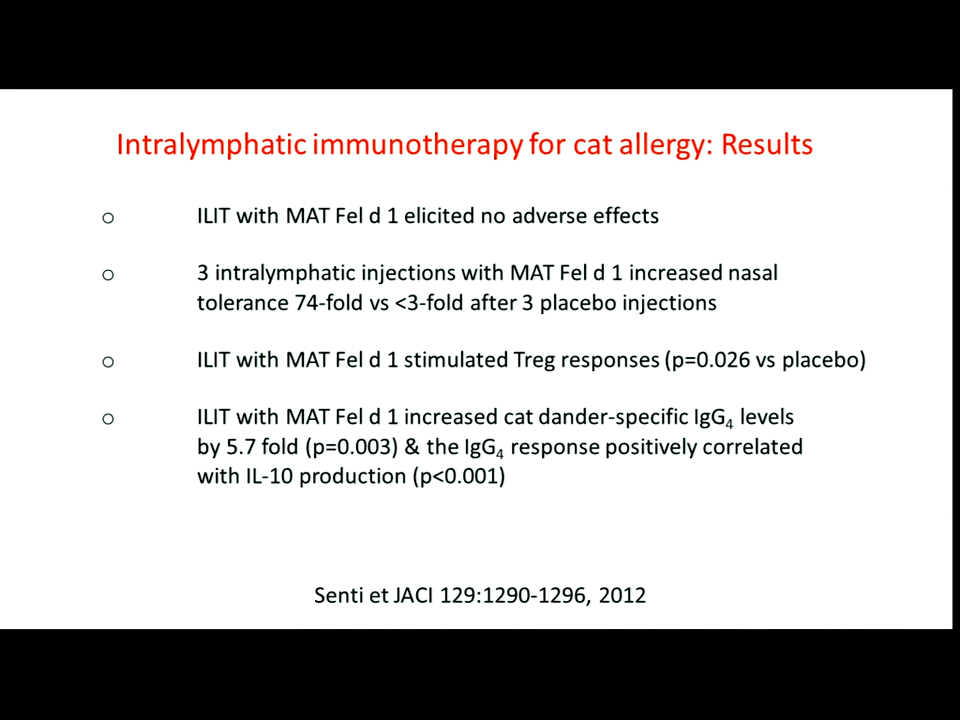 Intralymphatic immunotherapy for cat allergy: Results
o ILIT with MAT Fel d 1 elicited no adverse effects
o 3 intralymphatic injections with MAT Fel d 1 increased nasal
tolerance 74-fold vs <3-fold after 3 placebo injections
o ILIT with MAT Fel d 1 stimulated Treg responses (p=0.026 vs placebo)
o ILIT with MAT Fel d 1 increased cat dander-specific IgG₄ levels
by 5.7 fold (p=0.003) & the IgG₄ response positively correlated
with IL-10 production (p<0.001)
Senti et JACI 129:1290-1296, 2012